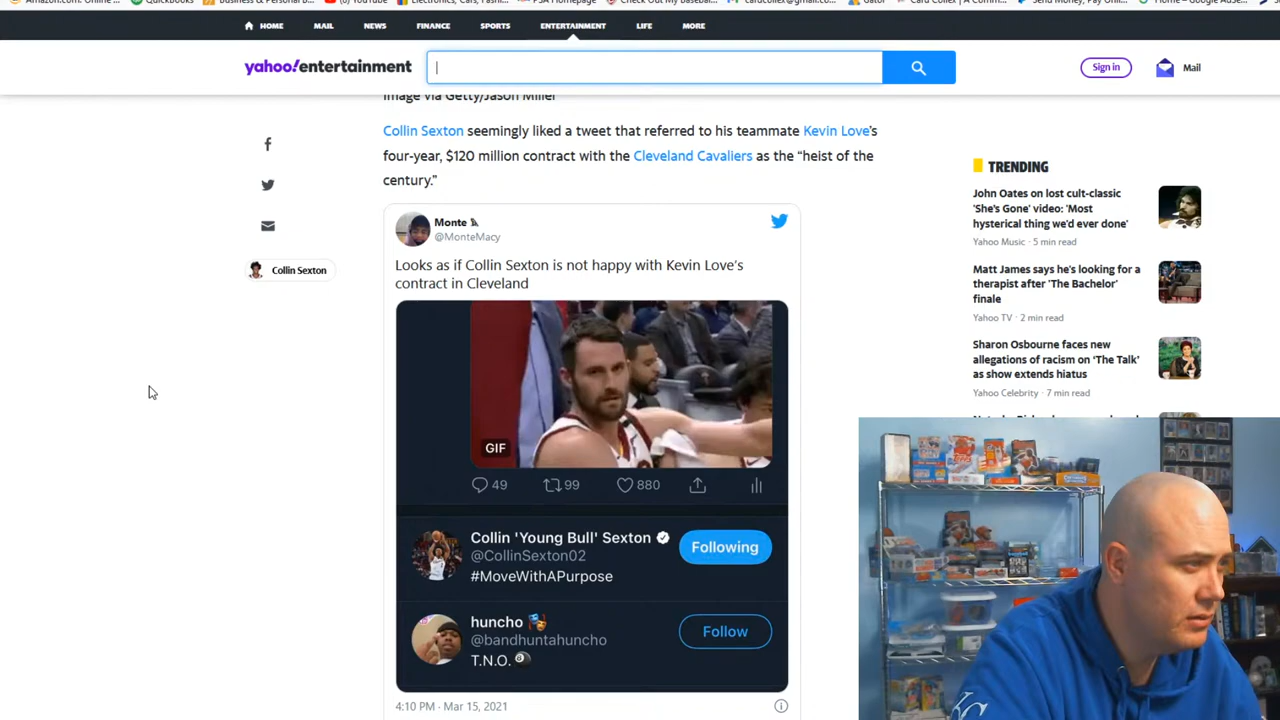 HOME MAIL NEWS FINANCE SPORTS ENTERTAINMENT LIFE MORE
yahoo!entertainment
Sign in
Mail
Image via Getty/Jason Miller
Collin Sexton seemingly liked a tweet that referred to his teammate Kevin Love’s
four-year, $120 million contract with the Cleveland Cavaliers as the “heist of the
century.”
Collin Sexton
Monte
@MonteMacy
Looks as if Collin Sexton is not happy with Kevin Love’s
contract in Cleveland
GIF
49 99 880
Collin 'Young Bull' Sexton
@CollinSexton02
#MoveWithAPurpose
Following
huncho
@bandhuntahuncho
T.N.O.
Follow
4:10 PM · Mar 15, 2021
TRENDING
John Oates on lost cult-classic
'She's Gone' video: 'Most
hysterical thing we'd ever done'
Yahoo Music • 5 min read
Matt James says he's looking for a
therapist after 'The Bachelor'
finale
Yahoo TV • 2 min read
Sharon Osbourne faces new
allegations of racism on ‘The Talk’
as show extends hiatus
Yahoo Celebrity • 7 min read